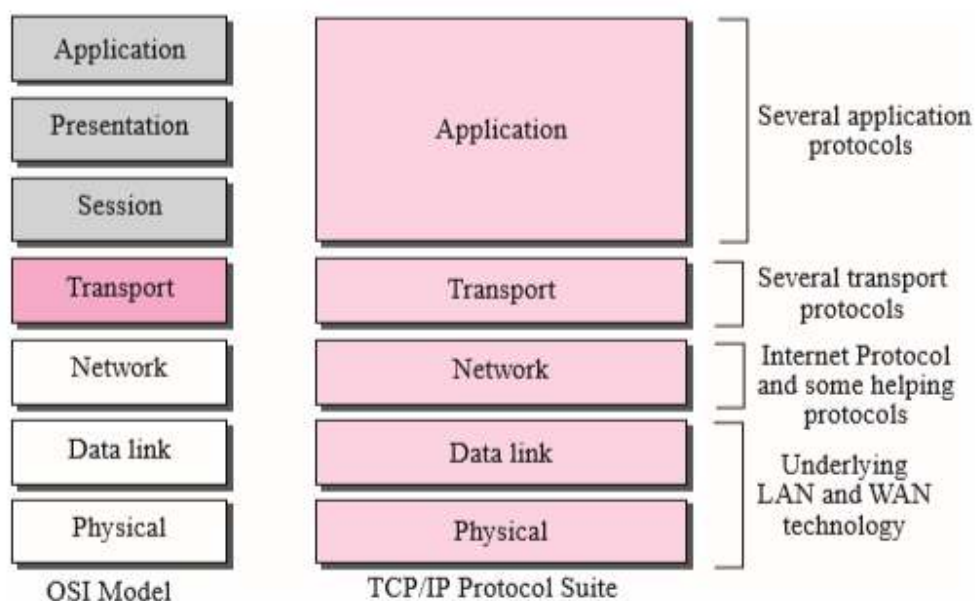 Application
Presentation
Session
Transport
Network
Data link
Physical
OSI Model
Application
Transport
Network
Data link
Physical
TCP/IP Protocol Suite
Several application
protocols
Several transport
protocols
Internet Protocol
and some helping
protocols
Underlying
LAN and WAN
technology